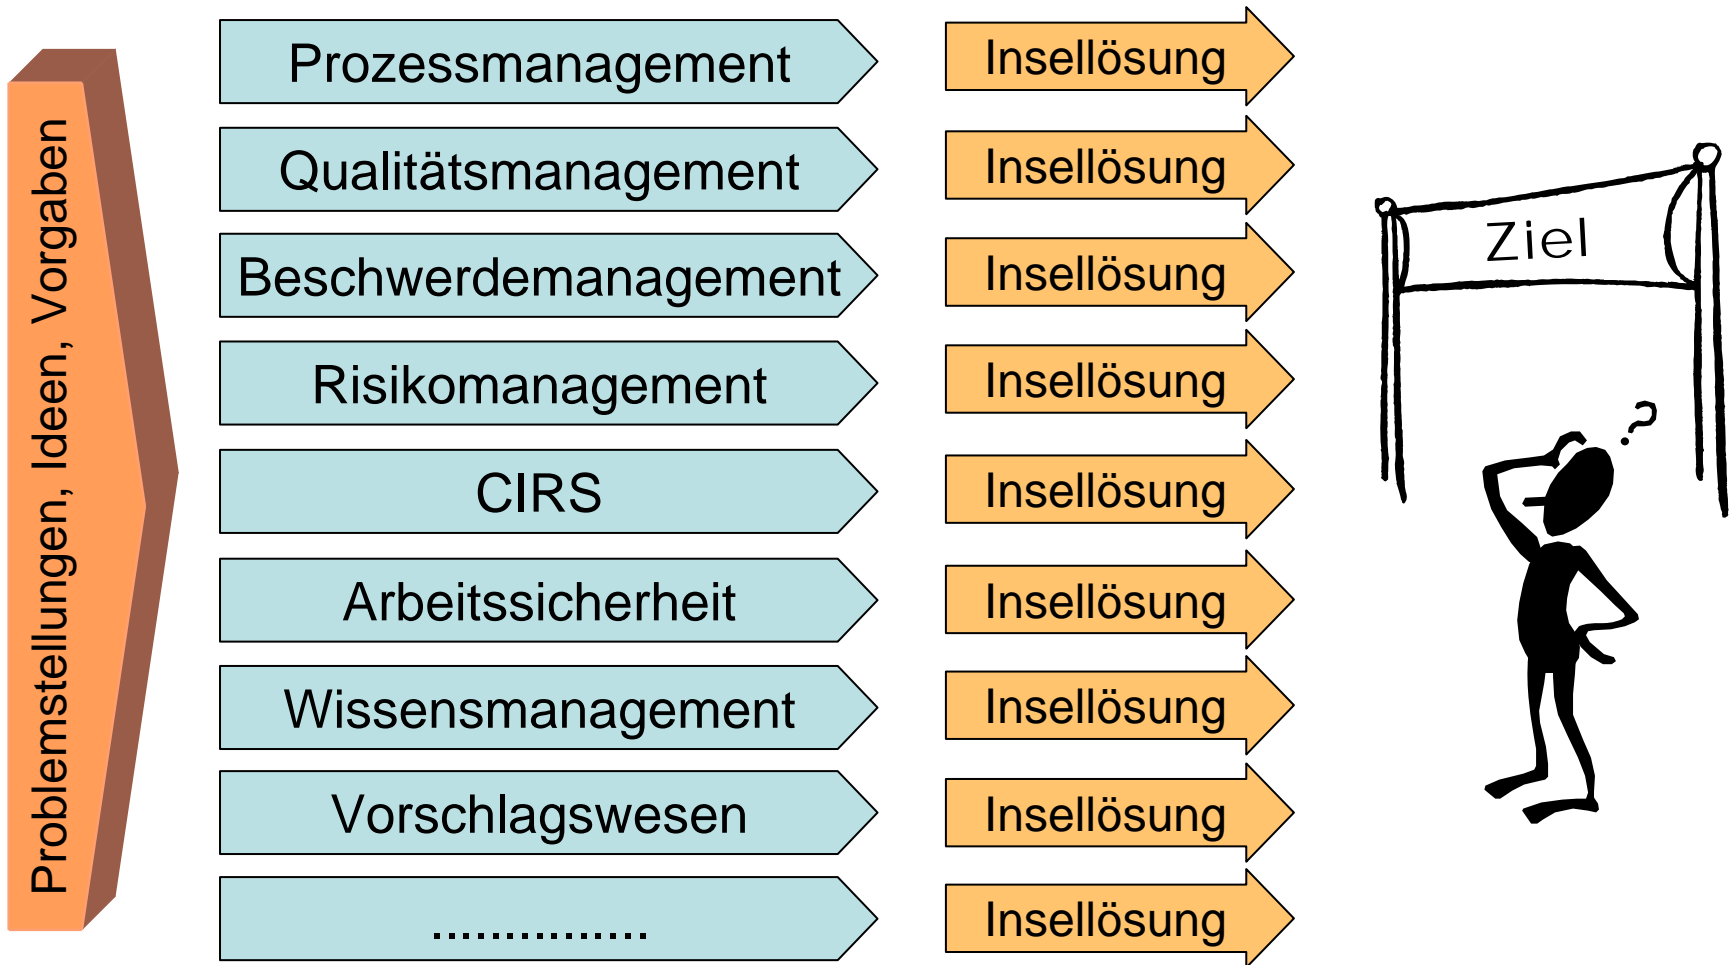 Problemstellungen, Ideen, Vorgaben
Prozessmanagement
Insellösung
Qualitätsmanagement
Insellösung
Beschwerdemanagement
Insellösung
Risikomanagement
Insellösung
CIRS
Insellösung
Arbeitssicherheit
Insellösung
Wissensmanagement
Insellösung
Vorschlagswesen
Insellösung
...............
Insellösung
Ziel
?